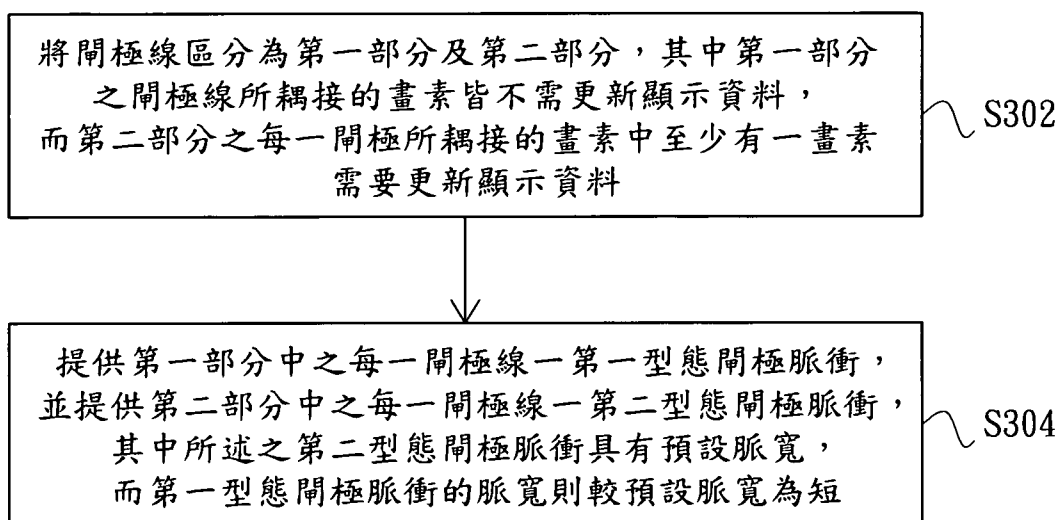 將閘極線區分為第一部分及第二部分，其中第一部分
之閘極線所耦接的畫素皆不需更新顯示資料，
而第二部分之每一閘極所耦接的畫素中至少有一畫素
需要更新顯示資料
S302
提供第一部分中之每一閘極線一第一型態閘極脈衝，
並提供第二部分中之每一閘極線一第二型態閘極脈衝，
其中所述之第二型態閘極脈衝具有預設脈寬，
而第一型態閘極脈衝的脈寬則較預設脈寬為短
S304